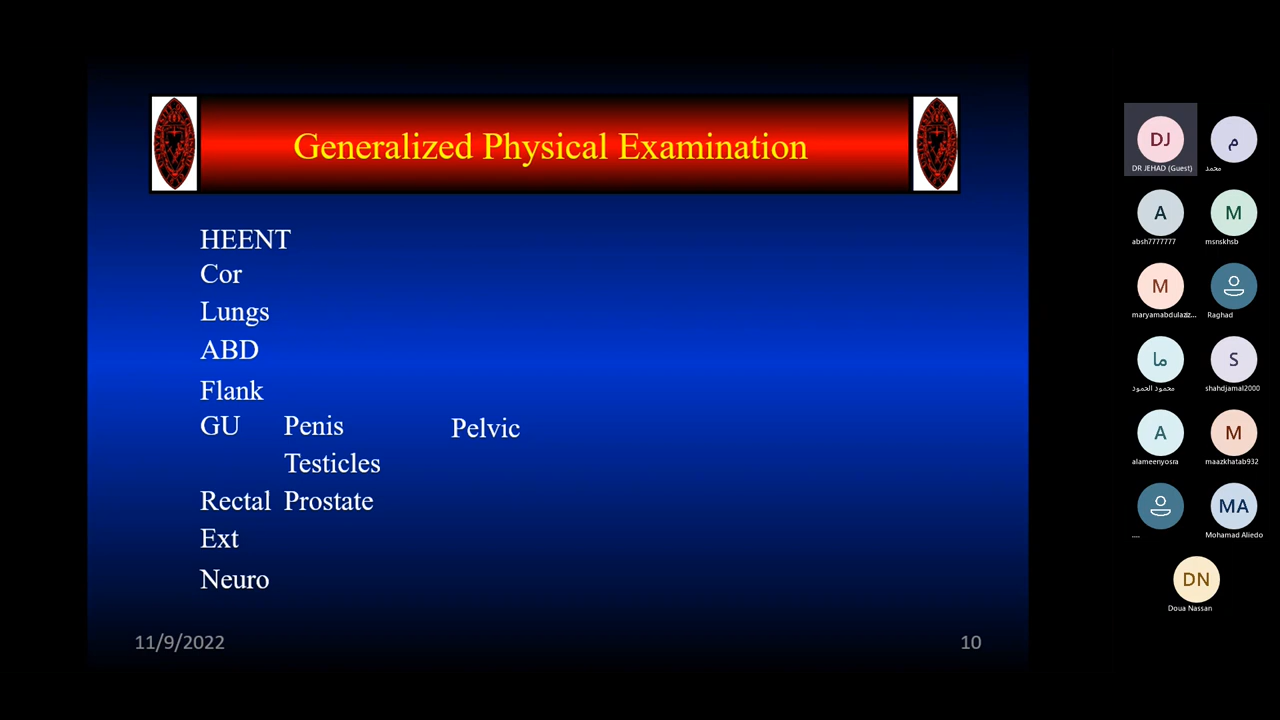 Generalized Physical Examination
HEENT
Cor
Lungs
ABD
Flank
GU Penis Pelvic
Testicles
Rectal Prostate
Ext
Neuro
11/9/2022 10
DJ م
DR JEHAD (Guest) محمد
A M
absh7777777 msnskhsb
M
maryamabdulaziz... Raghad
ما S
محمود الحمود shahdjamal2000
A M
alameenyosra maazkhatab932
MA
.... Mohamad Aliedo
DN
Doua Nassan